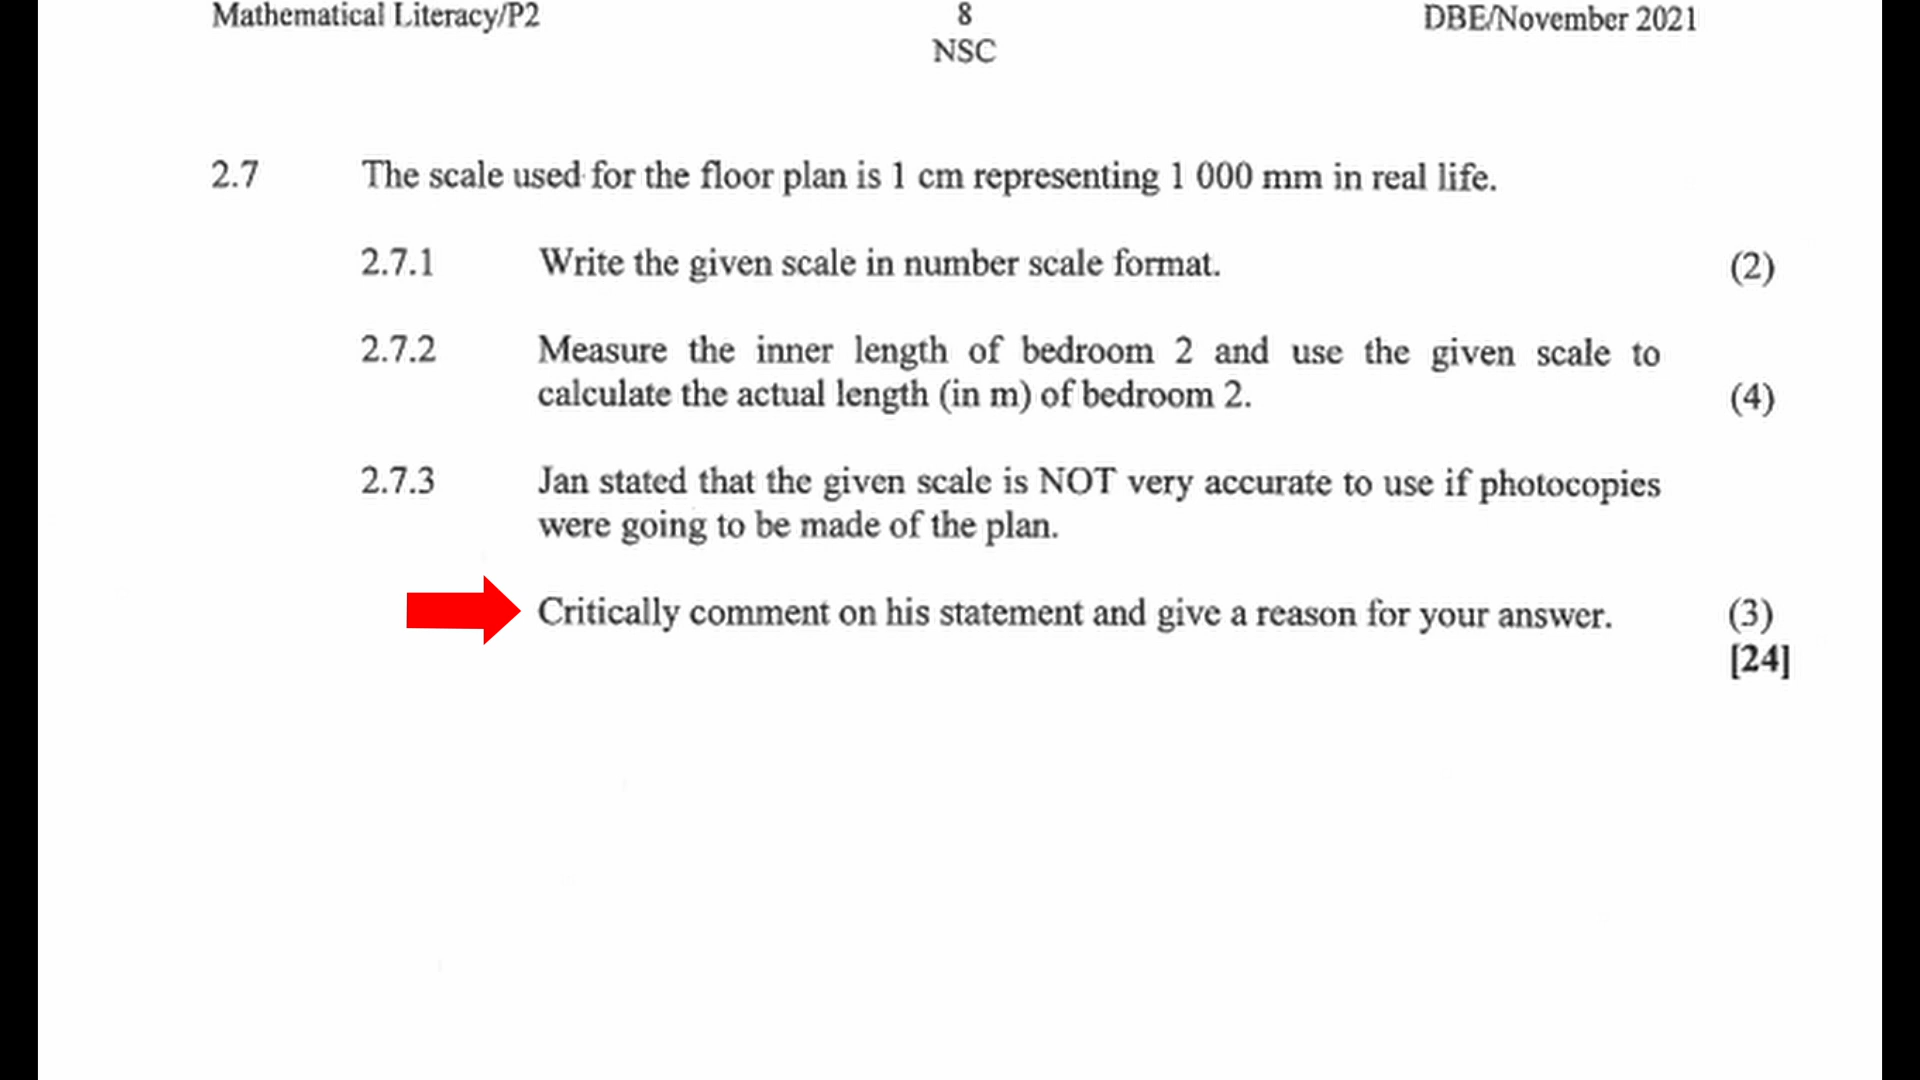 Mathematical Literacy/P2 8 DBE/November 2021
NSC
2.7 The scale used for the floor plan is 1 cm representing 1 000 mm in real life.
2.7.1 Write the given scale in number scale format. (2)
2.7.2 Measure the inner length of bedroom 2 and use the given scale to
calculate the actual length (in m) of bedroom 2. (4)
2.7.3 Jan stated that the given scale is NOT very accurate to use if photocopies
were going to be made of the plan.
Critically comment on his statement and give a reason for your answer. (3)
[24]